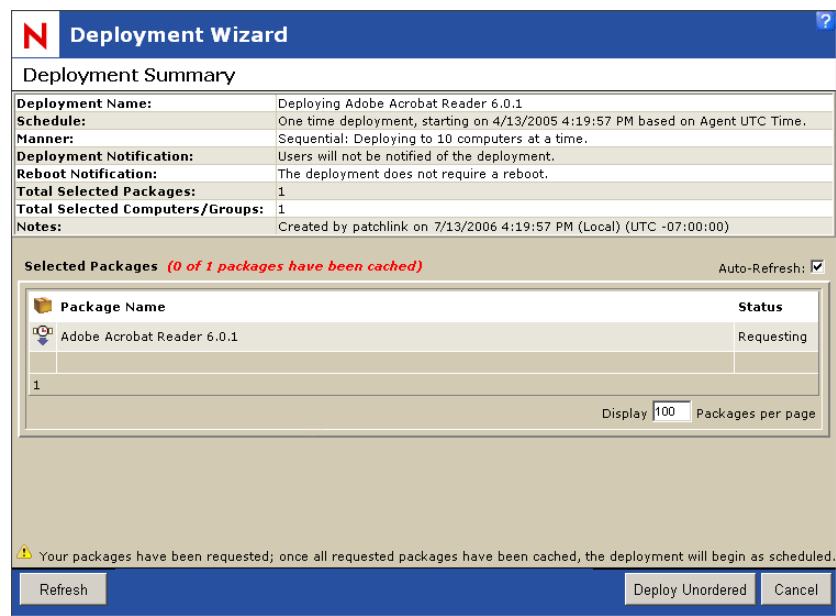 ?
N Deployment Wizard
Deployment Summary
Deployment Name: Deploying Adobe Acrobat Reader 6.0.1
Schedule: One time deployment, starting on 4/13/2005 4:19:57 PM based on Agent UTC Time.
Manner: Sequential: Deploying to 10 computers at a time.
Deployment Notification: Users will not be notified of the deployment.
Reboot Notification: The deployment does not require a reboot.
Total Selected Packages: 1
Total Selected Computers/Groups: 1
Notes: Created by patchlink on 7/13/2006 4:19:57 PM (Local) (UTC -07:00:00)
Selected Packages (0 of 1 packages have been cached) Auto-Refresh:
Package Name Status
Adobe Acrobat Reader 6.0.1 Requesting
1
Display 100 Packages per page
Your packages have been requested; once all requested packages have been cached, the deployment will begin as scheduled.
Refresh Deploy Unordered Cancel